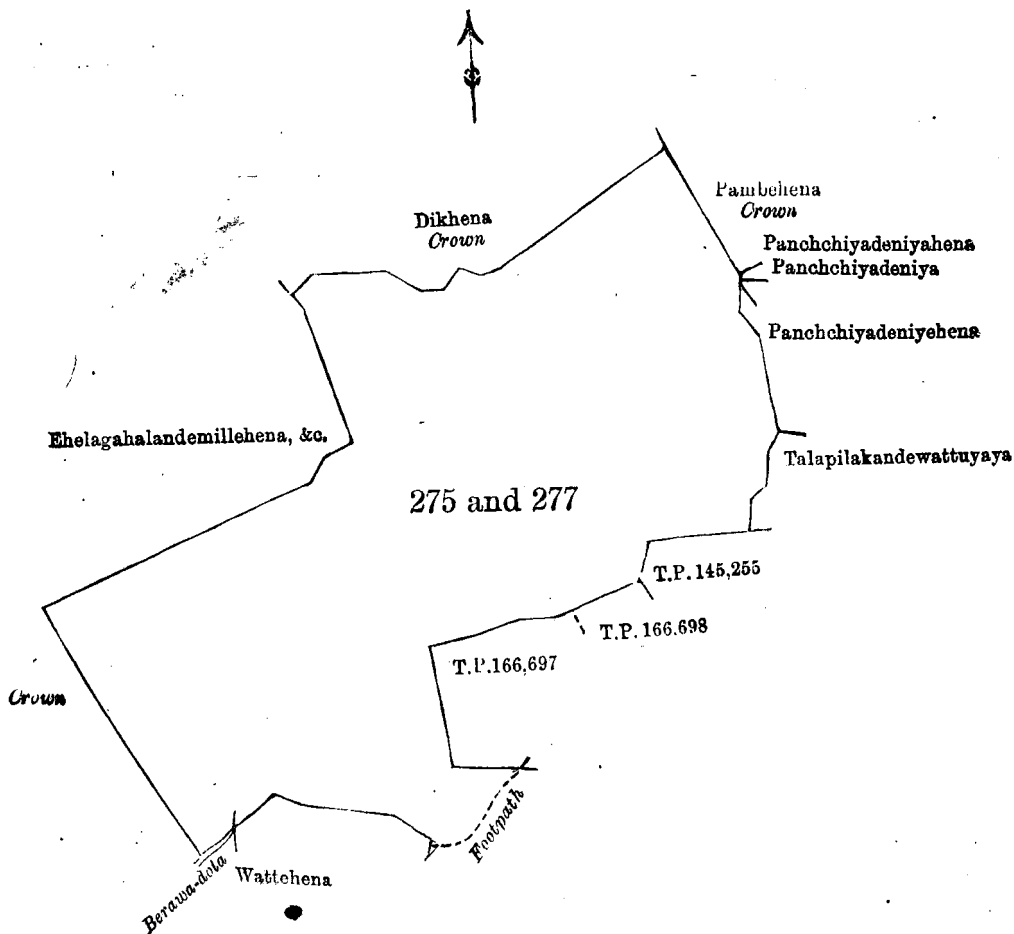 Pambehena
Crown
Dikhena
Crown
Panchchiyadeniyahena
Panchchiyadeniya
Panchchiyadeniyehena
Ehelagahalandemillehena, &c.
Talapilakandewattuyaya
275 and 277
T.P. 145,255
T.P. 166.698
T.P. 166,697
Crown
Footpath
Berawa-dola
Wattehena